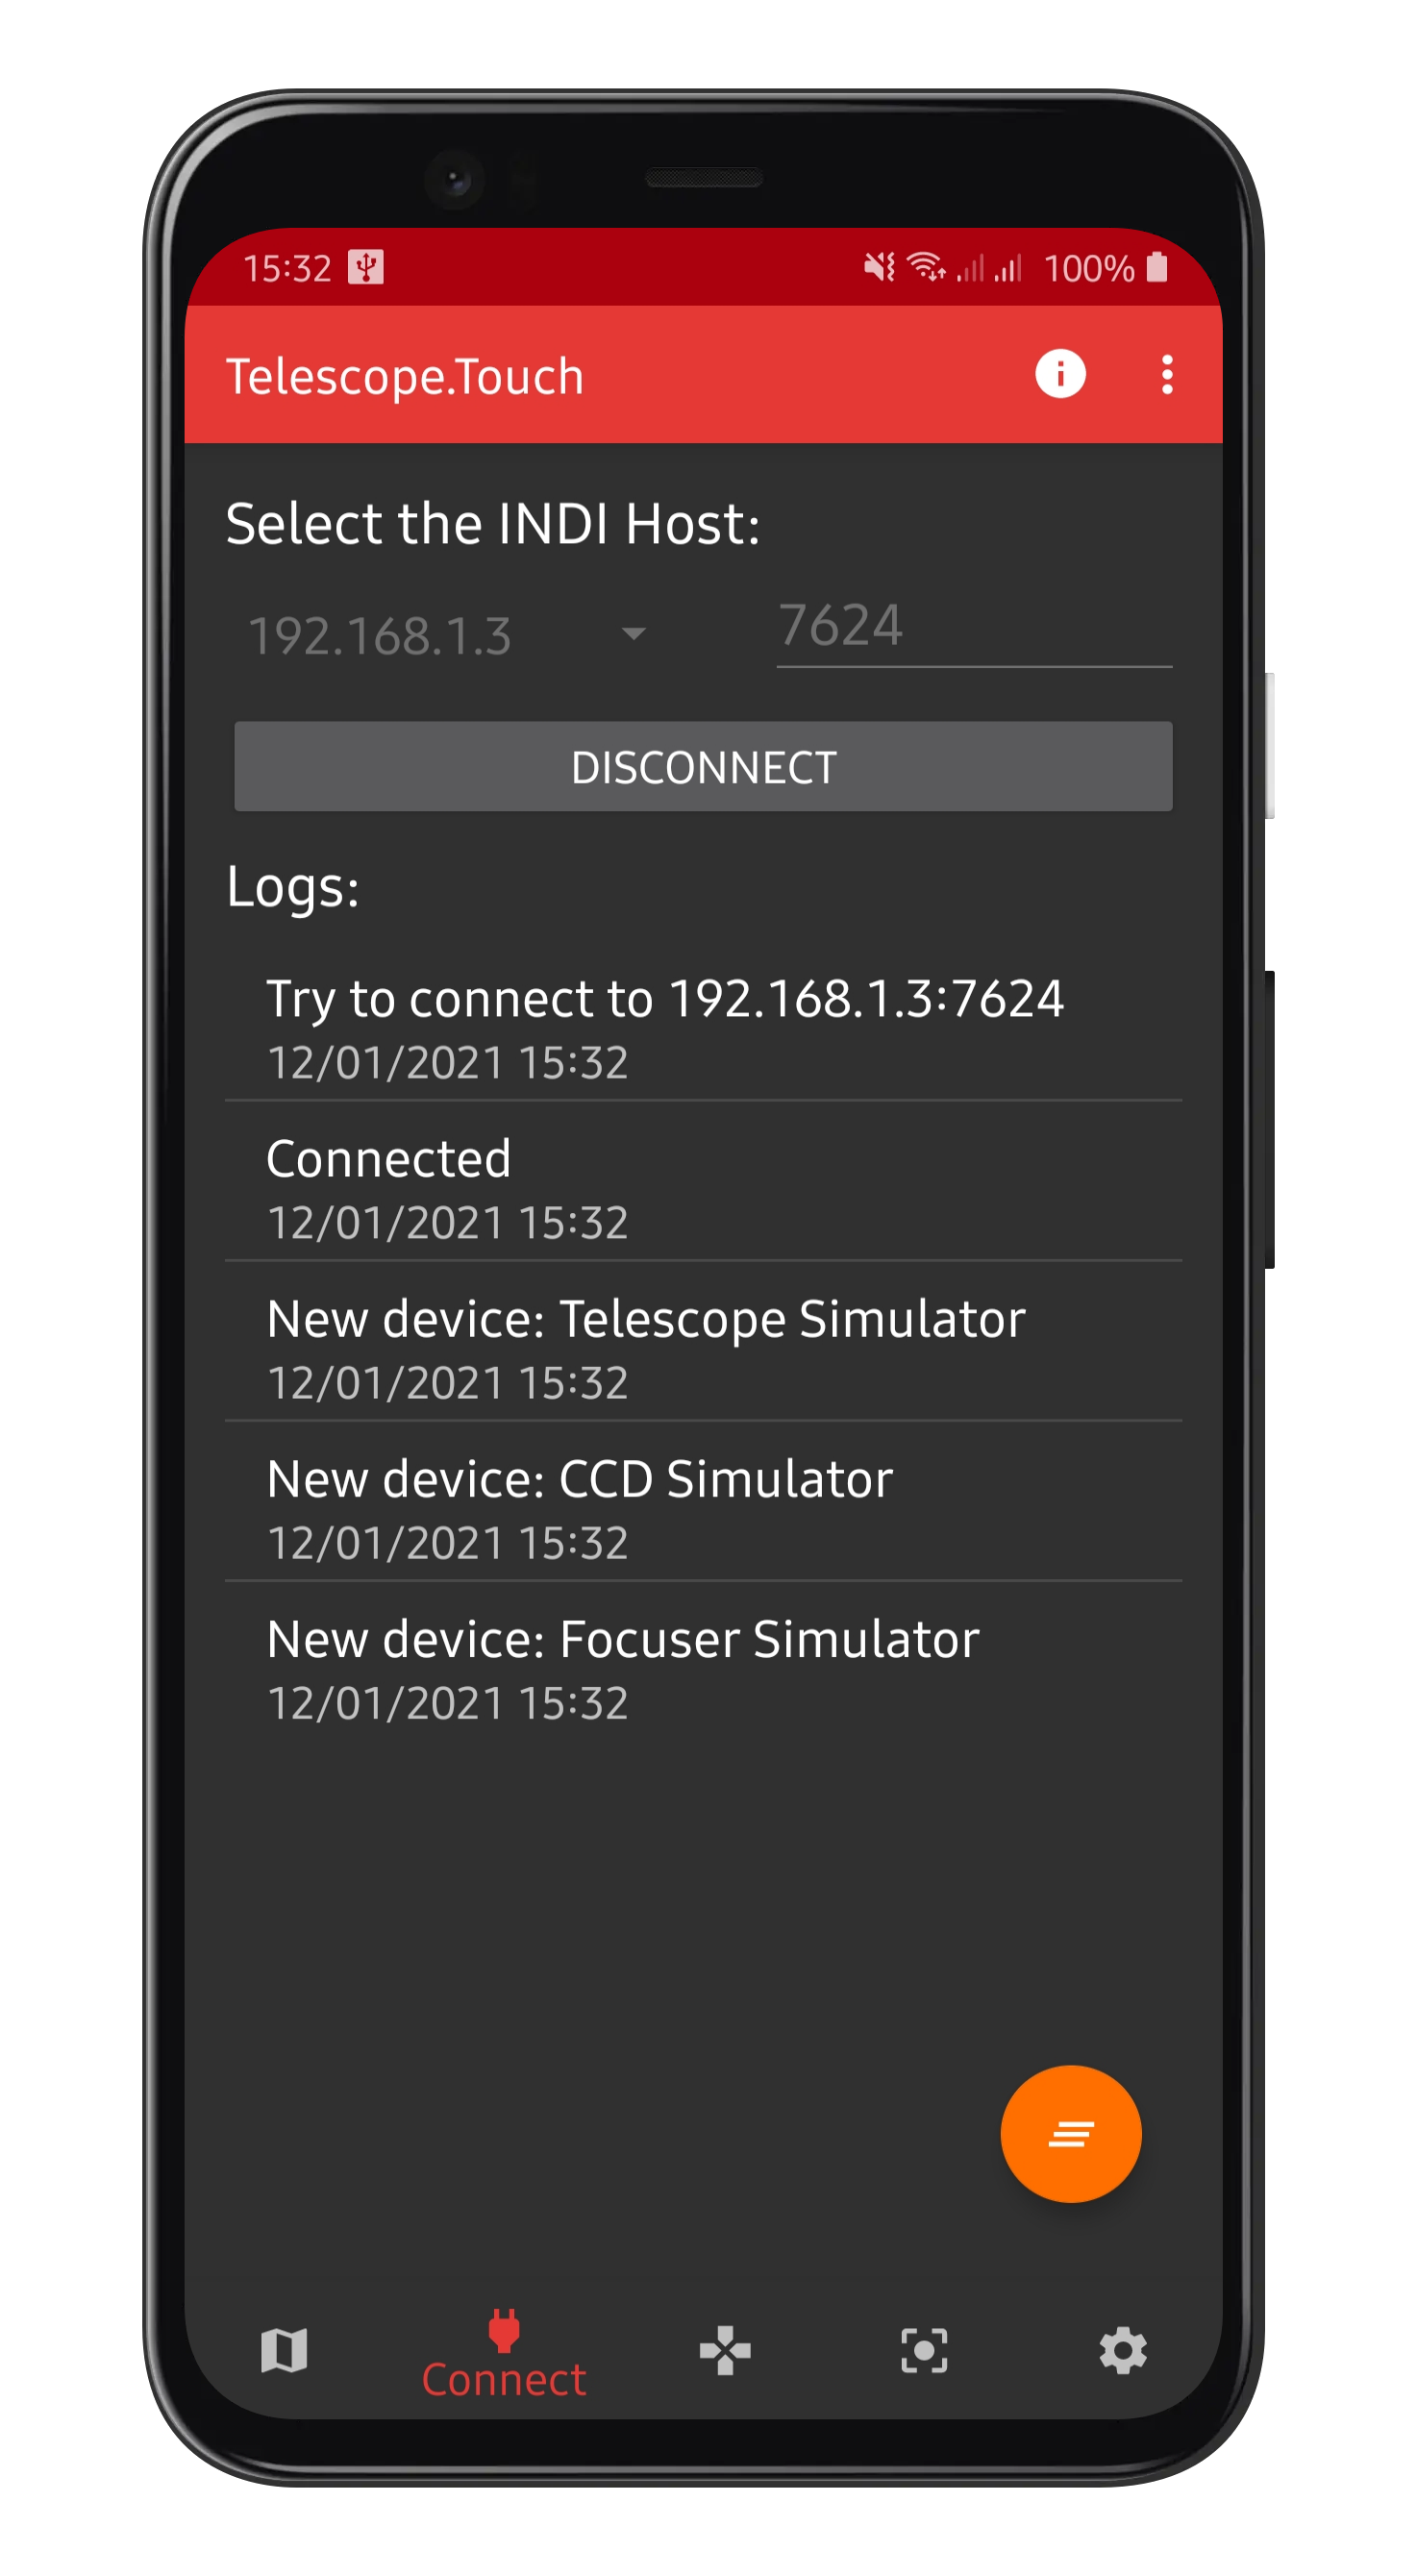 15:32 100%
Telescope.Touch
Select the INDI Host:
192.168.1.3 7624
DISCONNECT
Logs:
Try to connect to 192.168.1.3:7624
12/01/2021 15:32
Connected
12/01/2021 15:32
New device: Telescope Simulator
12/01/2021 15:32
New device: CCD Simulator
12/01/2021 15:32
New device: Focuser Simulator
12/01/2021 15:32
Connect